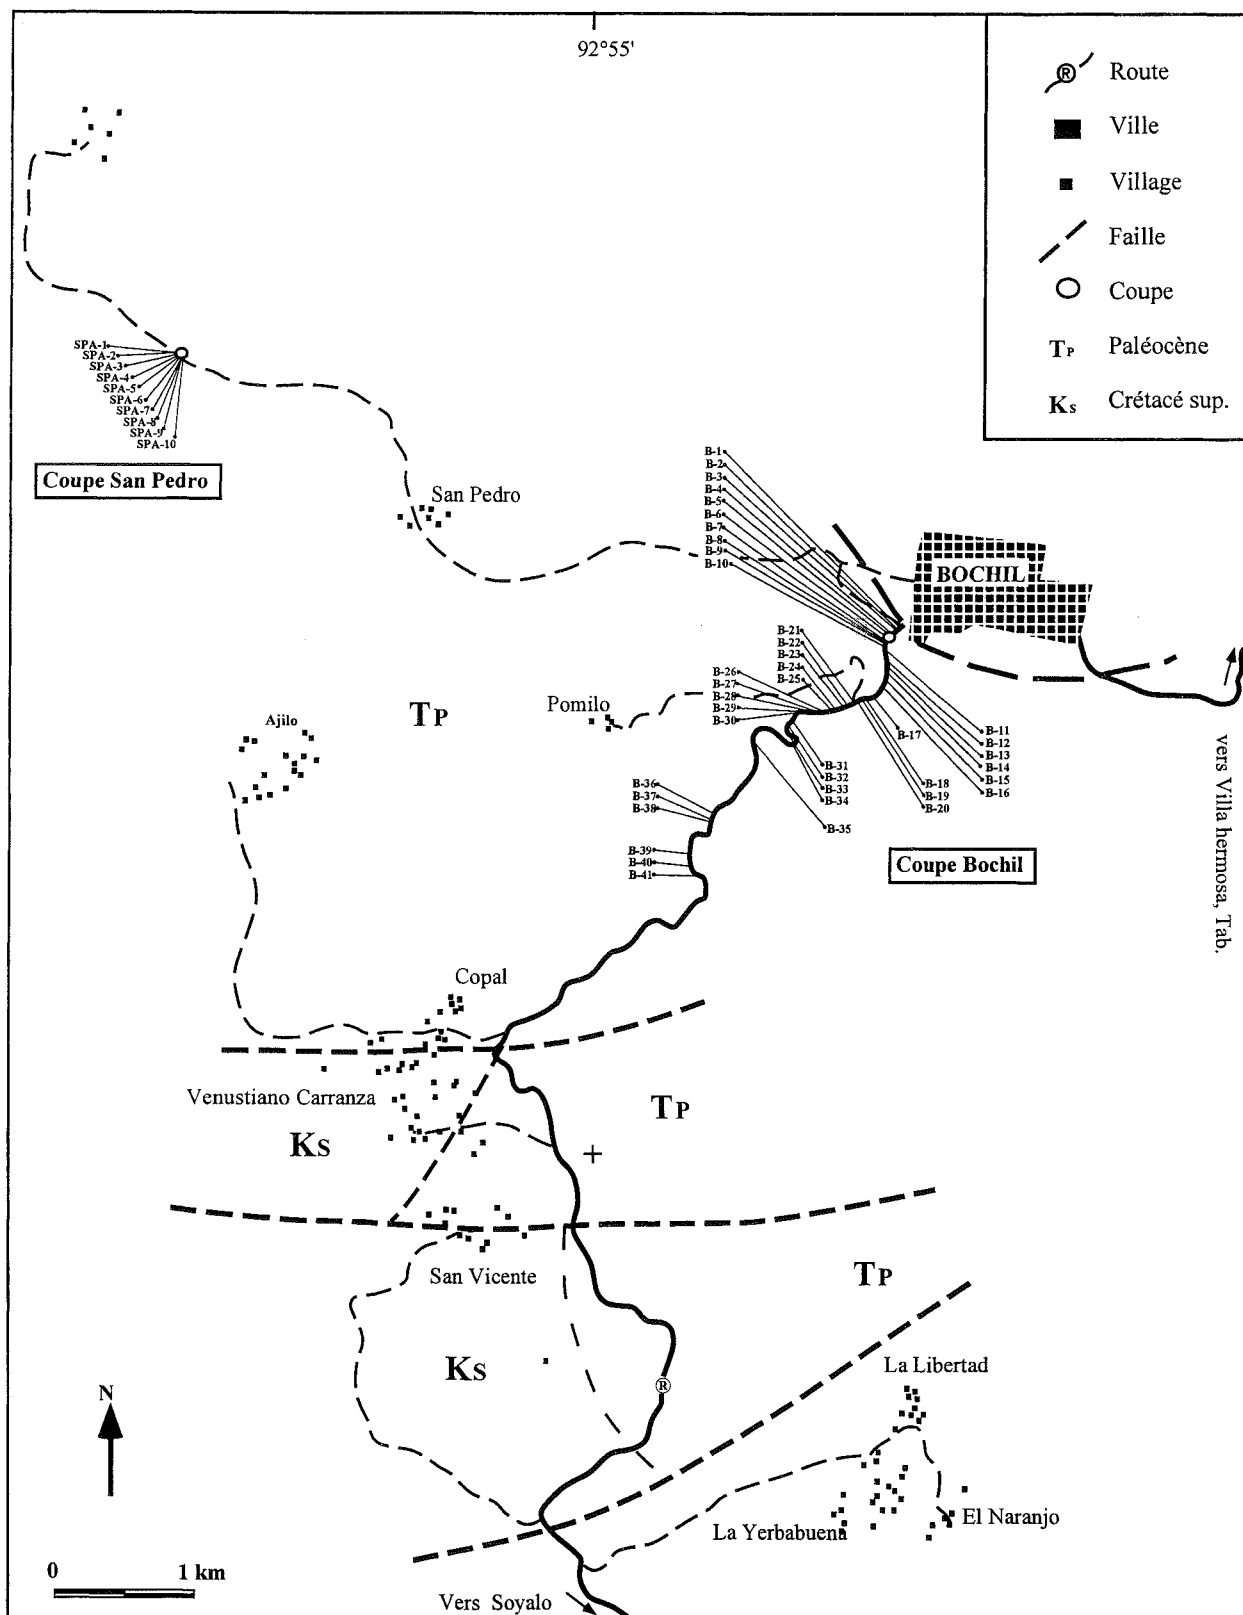 92°55'
® Route
Ville
Village
Faille
Coupe
TP Paléocène
Ks Crétacé sup.
SPA-1
SPA-2
SPA-3
SPA-4
SPA-5
SPA-6
SPA-7
SPA-8
SPA-9
SPA-10
Coupe San Pedro
San Pedro
B-1
B-2
B-3
B-4
B-5
B-6
B-7
B-8
B-9
B-10
BOCHIL
B-21
B-22
B-23
B-24
B-25
B-26
B-27
B-28
B-29
B-30
Pomilo
TP
Ajilo
B-17
B-11
B-12
B-13
B-14
B-15
B-16
B-31
B-32
B-33
B-34
B-18
B-19
B-20
B-35
B-36
B-37
B-38
B-39
B-40
B-41
Coupe Bochil
vers Villa hermosa, Tab.
Copal
Venustiano Carranza
TP
Ks
San Vicente
TP
Ks
La Libertad
®
N
La Yerbabuena
El Naranjo
0 1 km
Vers Soyalo